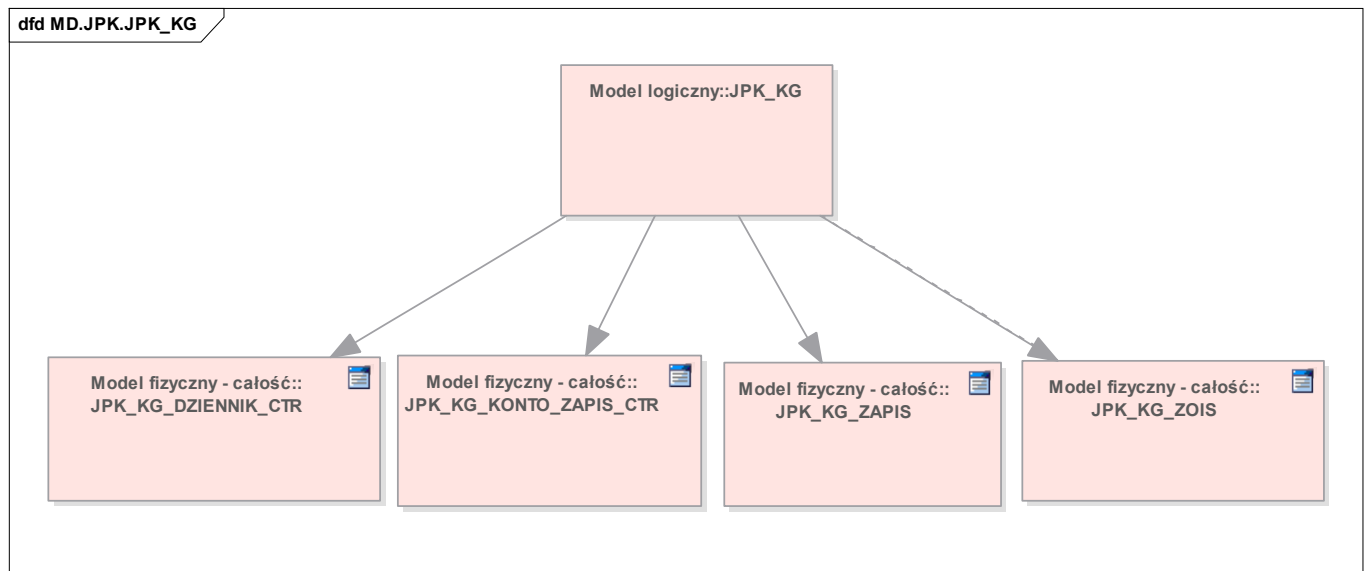 dfd MD.JPK.JPK_KG
Model logiczny::JPK_KG
Model fizyczny - całość::
JPK_KG_DZIENNIK_CTR
Model fizyczny - całość::
JPK_KG_KONTO_ZAPIS_CTR
Model fizyczny - całość::
JPK_KG_ZAPIS
Model fizyczny - całość::
JPK_KG_ZOIS